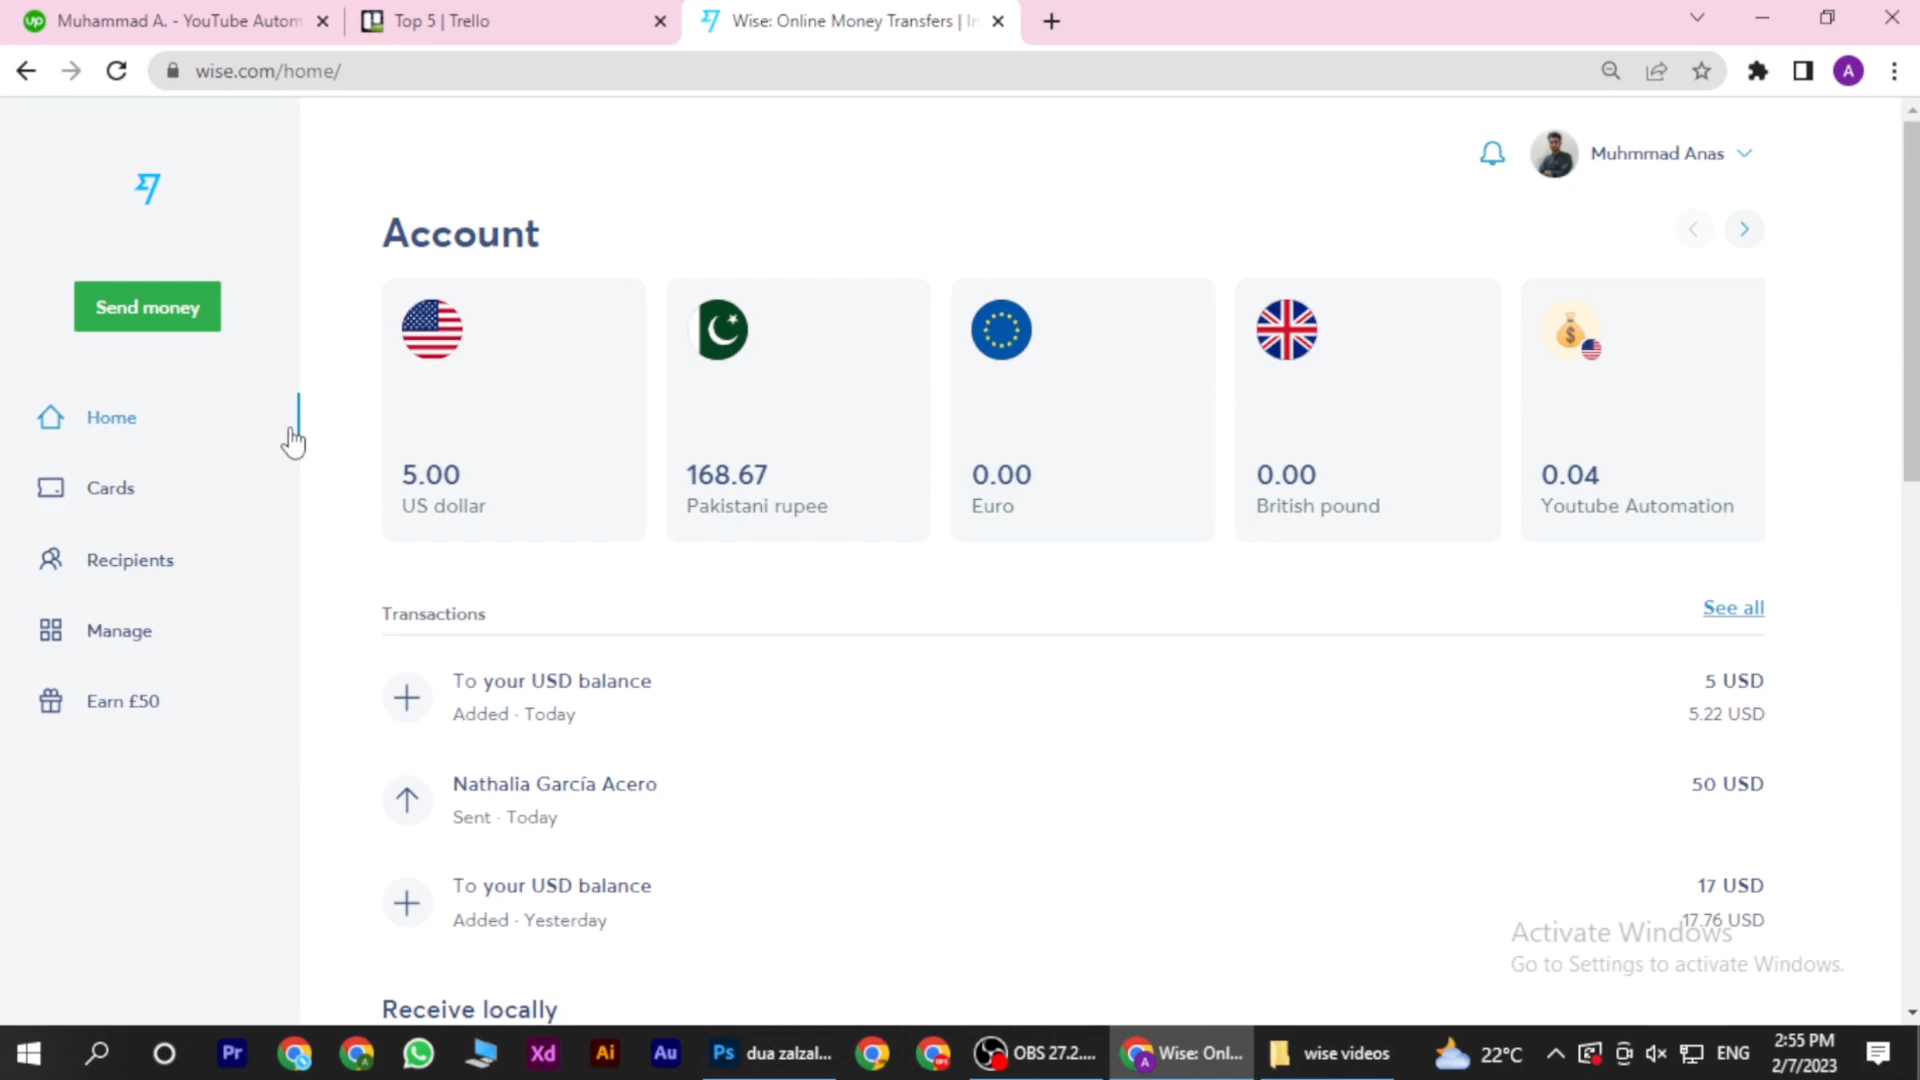 Muhammad A. - YouTube Autom
Top 5 | Trello
Wise: Online Money Transfers | In
wise.com/home/
A
Muhmmad Anas
Account
Send money
Home
Cards
Recipients
Manage
Earn £50
5.00
US dollar
168.67
Pakistani rupee
0.00
Euro
0.00
British pound
0.04
Youtube Automation
Transactions
See all
To your USD balance
5 USD
Added · Today
5.22 USD
Nathalia García Acero
50 USD
Sent · Today
To your USD balance
17 USD
Added · Yesterday
17.76 USD
Activate Windows
Go to Settings to activate Windows.
Receive locally
Pr
Xd
Ai
Au
Ps
dua zalzal...
OBS 27.2....
Wise: Onl...
wise videos
22°C
ENG
2:55 PM
2/7/2023